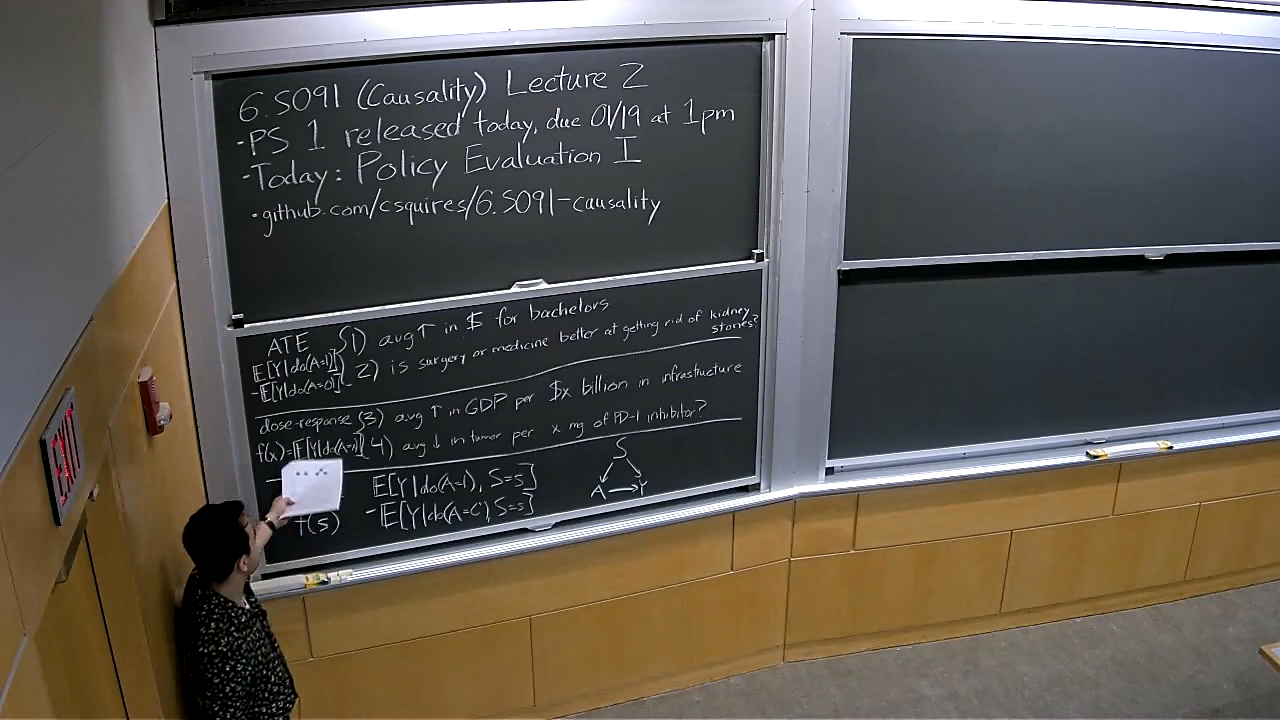 6.S091 (Causality) Lecture 2
-PS 1 released today, due 01/19 at 1pm
-Today: Policy Evaluation I
•github.com/csquires/6.S091-causality
ATE {1) avg↑ in $ for bachelors
E[Y|do(A=1)]
-E[Y|do(A=0)] 2) is surgery or medicine better at getting rid of kidney stones?
dose-response {3) avg ↑ in GDP per $x billion in infrastructure
f(x)=E[Y|do(A=x)] 4) avg ↓ in tumor per x mg of PD-1 inhibitor?
E[Y|do(A=1), S=s]
f(s) -E[Y|do(A=0), S=s]
S
A → Y
EXIT